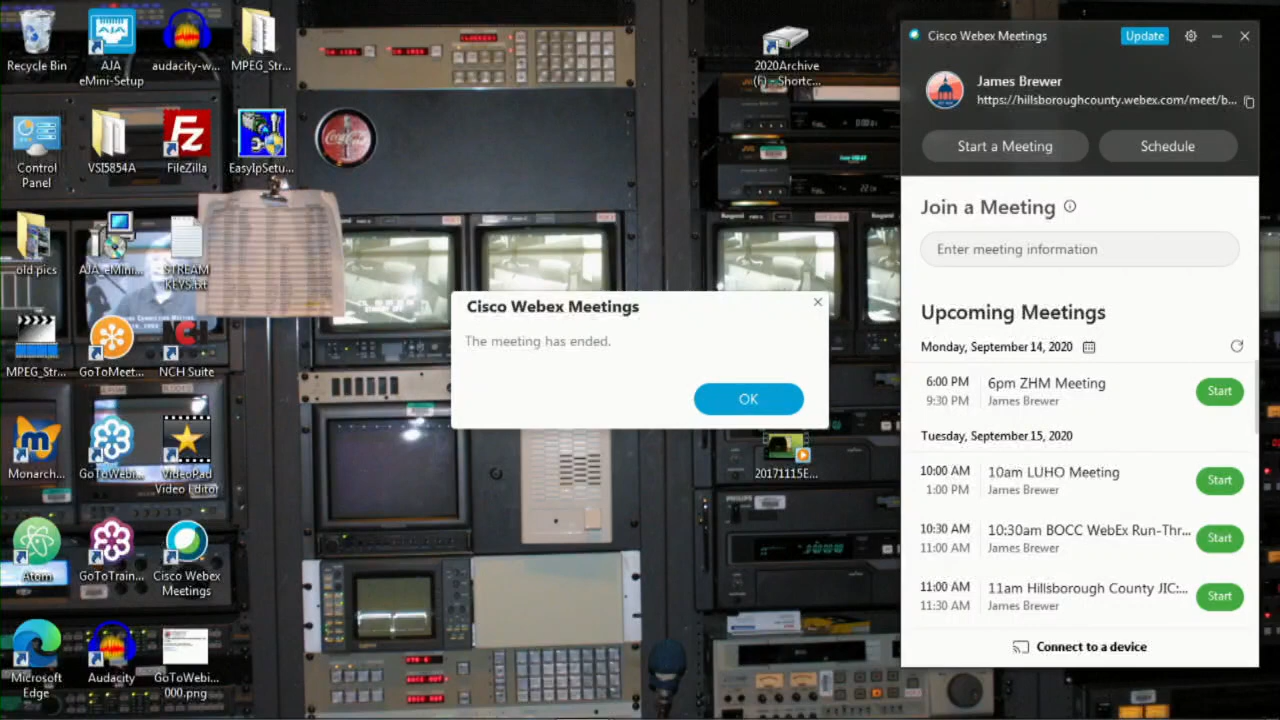 Recycle Bin
AJA
eMini-Setup
audacity-w...
MPEG_Str...
2020Archive
(F) - Shortc...
Control
Panel
VSI5854A
FileZilla
EasyIpSetu...
Coca-Cola
old pics
AJA_eMini...
STREAM
KEYS.txt
MPEG_Str...
GoToMeet...
NCH Suite
Monarch...
GoToWebi...
VideoPad
Video Editor
20171115E...
Atom
GoToTrain...
Cisco Webex
Meetings
Microsoft
Edge
Audacity
GoToWebi...
000.png
JVC
JVC
PHILIPS
Cisco Webex Meetings
The meeting has ended.
OK
Cisco Webex Meetings
Update
James Brewer
https://hillsboroughcounty.webex.com/meet/b...
Start a Meeting
Schedule
Join a Meeting
Enter meeting information
Upcoming Meetings
Monday, September 14, 2020
6:00 PM 6pm ZHM Meeting
9:30 PM James Brewer
Start
Tuesday, September 15, 2020
10:00 AM 10am LUHO Meeting
1:00 PM James Brewer
Start
10:30 AM 10:30am BOCC WebEx Run-Thr...
11:00 AM James Brewer
Start
11:00 AM 11am Hillsborough County JIC:...
11:30 AM James Brewer
Start
Connect to a device